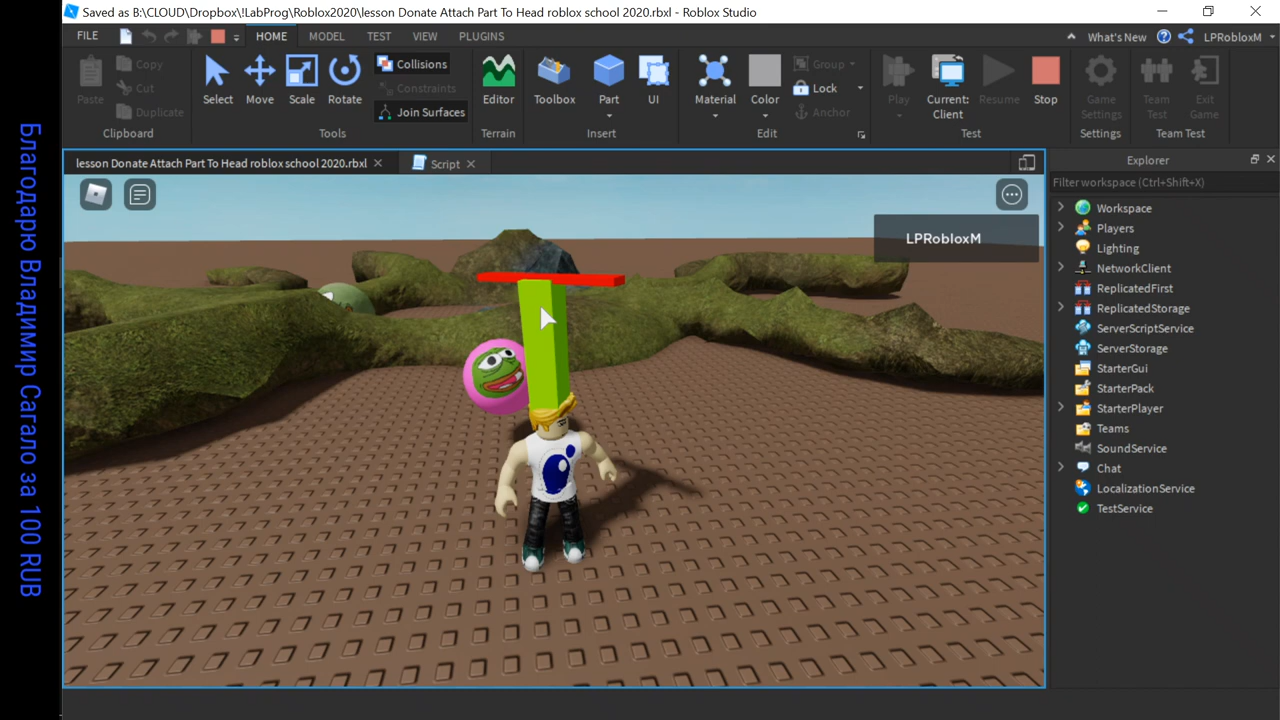 Saved as B:\CLOUD\Dropbox\!LabProg\Roblox2020\lesson Donate Attach Part To Head roblox school 2020.rbxl - Roblox Studio
FILE HOME MODEL TEST VIEW PLUGINS What's New LPRobloxM
Paste Copy Cut Duplicate
Clipboard
Select Move Scale Rotate Collisions Constraints Join Surfaces
Tools
Editor
Terrain
Toolbox Part UI
Insert
Material Color Group Lock Anchor
Edit
Play Current: Client Resume Stop
Test
Game Settings
Settings
Team Test Exit Game
Team Test
lesson Donate Attach Part To Head roblox school 2020.rbxl Script
LPRobloxM
Explorer
Filter workspace (Ctrl+Shift+X)
Workspace
Players
Lighting
NetworkClient
ReplicatedFirst
ReplicatedStorage
ServerScriptService
ServerStorage
StarterGui
StarterPack
StarterPlayer
Teams
SoundService
Chat
LocalizationService
TestService
Благодарю Владимир Сагало за 100 RUB